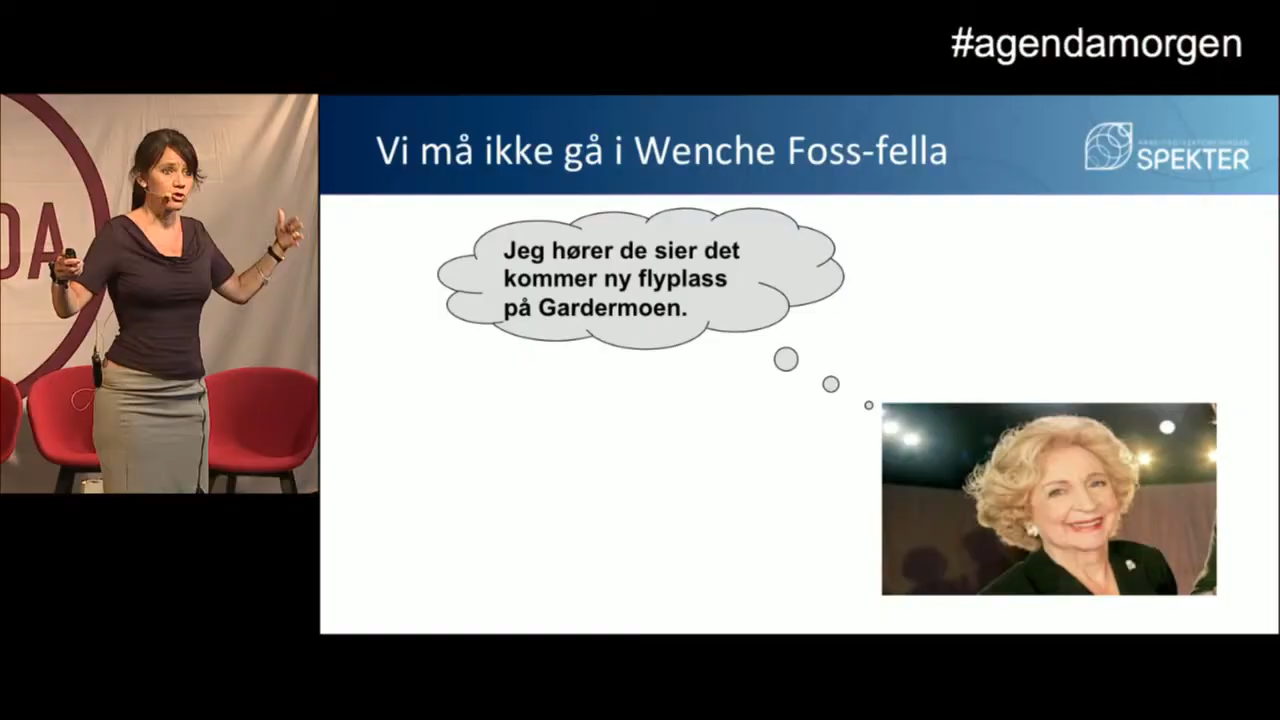 #agendamorgen
Vi må ikke gå i Wenche Foss-fella
SPEKTER
Jeg hører de sier det
kommer ny flyplass
på Gardermoen.
DA